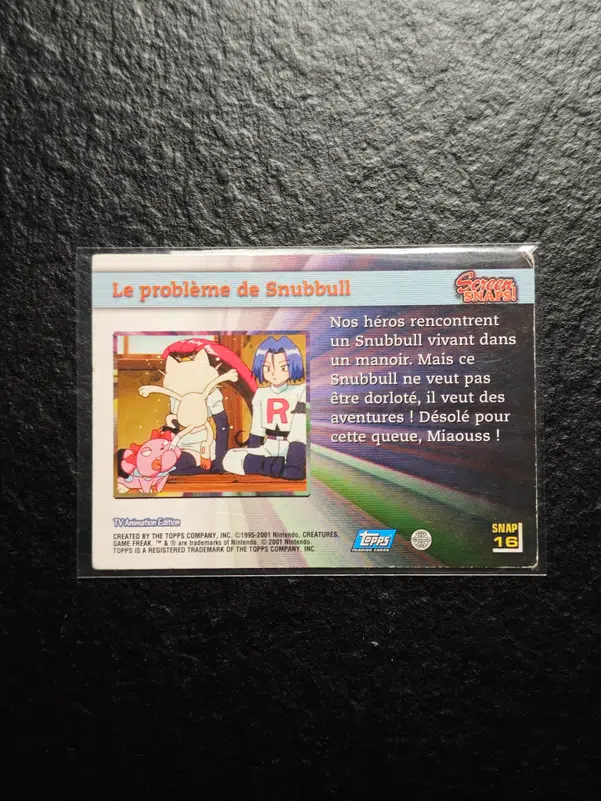 Le problème de Snubbull
Screen
SNAPS!
Nos héros rencontrent
un Snubbull vivant dans
un manoir. Mais ce
Snubbull ne veut pas
être dorloté, il veut des
aventures ! Désolé pour
cette queue, Miaouss !
R
TV Animation Edition
CREATED BY THE TOPPS COMPANY, INC. ©1995-2001 Nintendo, CREATURES,
GAME FREAK. ™ & ® are trademarks of Nintendo. © 2001 Nintendo.
TOPPS IS A REGISTERED TRADEMARK OF THE TOPPS COMPANY, INC.
Topps
TRADING CARDS
SNAP
16